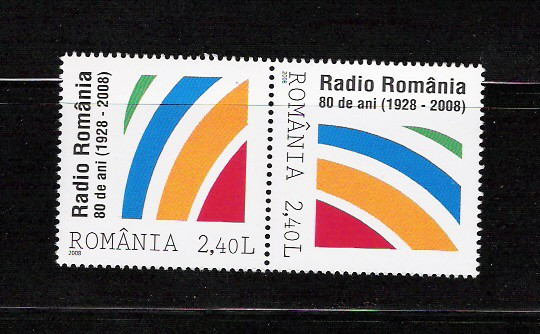 Radio România
80 de ani (1928 - 2008)
ROMÂNIA 2,40L
2008
2008
ROMÂNIA 2,40L
Radio România
80 de ani (1928 - 2008)